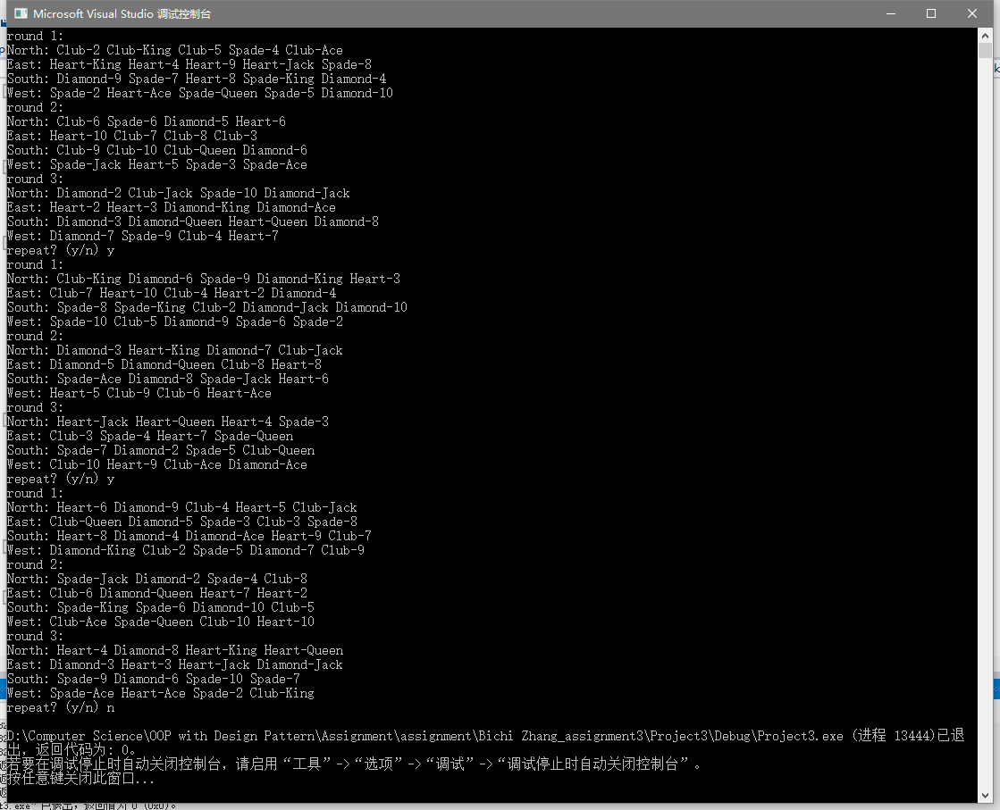 Microsoft Visual Studio 调试控制台
round 1:
North: Club-2 Club-King Club-5 Spade-4 Club-Ace
East: Heart-King Heart-4 Heart-9 Heart-Jack Spade-8
South: Diamond-9 Spade-7 Heart-8 Spade-King Diamond-4
West: Spade-2 Heart-Ace Spade-Queen Spade-5 Diamond-10
round 2:
North: Club-6 Spade-6 Diamond-5 Heart-6
East: Heart-10 Club-7 Club-8 Club-3
South: Club-9 Club-10 Club-Queen Diamond-6
West: Spade-Jack Heart-5 Spade-3 Spade-Ace
round 3:
North: Diamond-2 Club-Jack Spade-10 Diamond-Jack
East: Heart-2 Heart-3 Diamond-King Diamond-Ace
South: Diamond-3 Diamond-Queen Heart-Queen Diamond-8
West: Diamond-7 Spade-9 Club-4 Heart-7
repeat? (y/n) y
round 1:
North: Club-King Diamond-6 Spade-9 Diamond-King Heart-3
East: Club-7 Heart-10 Club-4 Heart-2 Diamond-4
South: Spade-8 Spade-King Club-2 Diamond-Jack Diamond-10
West: Spade-10 Club-5 Diamond-9 Spade-6 Spade-2
round 2:
North: Diamond-3 Heart-King Diamond-7 Club-Jack
East: Diamond-5 Diamond-Queen Club-8 Heart-8
South: Spade-Ace Diamond-8 Spade-Jack Heart-6
West: Heart-5 Club-9 Club-6 Heart-Ace
round 3:
North: Heart-Jack Heart-Queen Heart-4 Spade-3
East: Club-3 Spade-4 Heart-7 Spade-Queen
South: Spade-7 Diamond-2 Spade-5 Club-Queen
West: Club-10 Heart-9 Club-Ace Diamond-Ace
repeat? (y/n) y
round 1:
North: Heart-6 Diamond-9 Club-4 Heart-5 Club-Jack
East: Club-Queen Diamond-5 Spade-3 Club-3 Spade-8
South: Heart-8 Diamond-4 Diamond-Ace Heart-9 Club-7
West: Diamond-King Club-2 Spade-5 Diamond-7 Club-9
round 2:
North: Spade-Jack Diamond-2 Spade-4 Club-8
East: Club-6 Diamond-Queen Heart-7 Heart-2
South: Spade-King Spade-6 Diamond-10 Club-5
West: Club-Ace Spade-Queen Club-10 Heart-10
round 3:
North: Heart-4 Diamond-8 Heart-King Heart-Queen
East: Diamond-3 Heart-3 Heart-Jack Diamond-Jack
South: Spade-9 Diamond-6 Spade-10 Spade-7
West: Spade-Ace Heart-Ace Spade-2 Club-King
repeat? (y/n) n
D:\Computer Science\OOP with Design Pattern\Assignment\assignment\Bichi Zhang_assignment3\Project3\Debug\Project3.exe (进程 13444)已退
出，返回代码为: 0。
若要在调试停止时自动关闭控制台，请启用“工具”->“选项”->“调试”->“调试停止时自动关闭控制台”。
按任意键关闭此窗口...